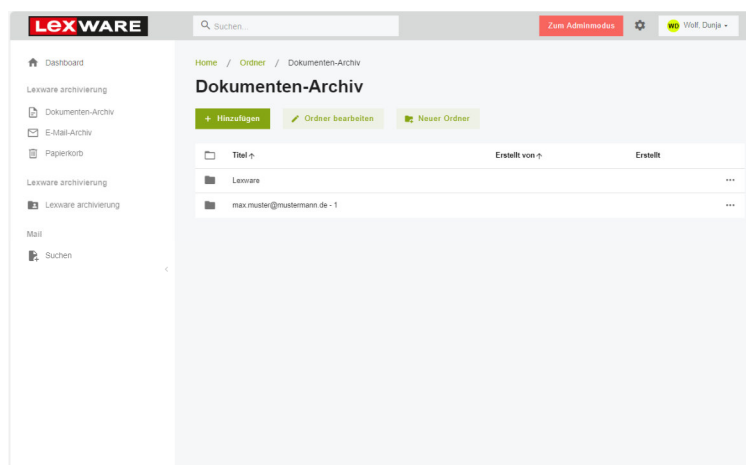 LEXWARE
Suchen...
Zum Adminmodus
WD Wolf, Dunja
Dashboard
Lexware archivierung
Dokumenten-Archiv
E-Mail-Archiv
Papierkorb
Lexware archivierung
Lexware archivierung
Mail
Suchen
Home / Ordner / Dokumenten-Archiv
Dokumenten-Archiv
+ Hinzufügen Ordner bearbeiten Neuer Ordner
Titel ↑ Erstellt von ↑ Erstellt
Lexware ...
max.muster@mustermann.de - 1 ...